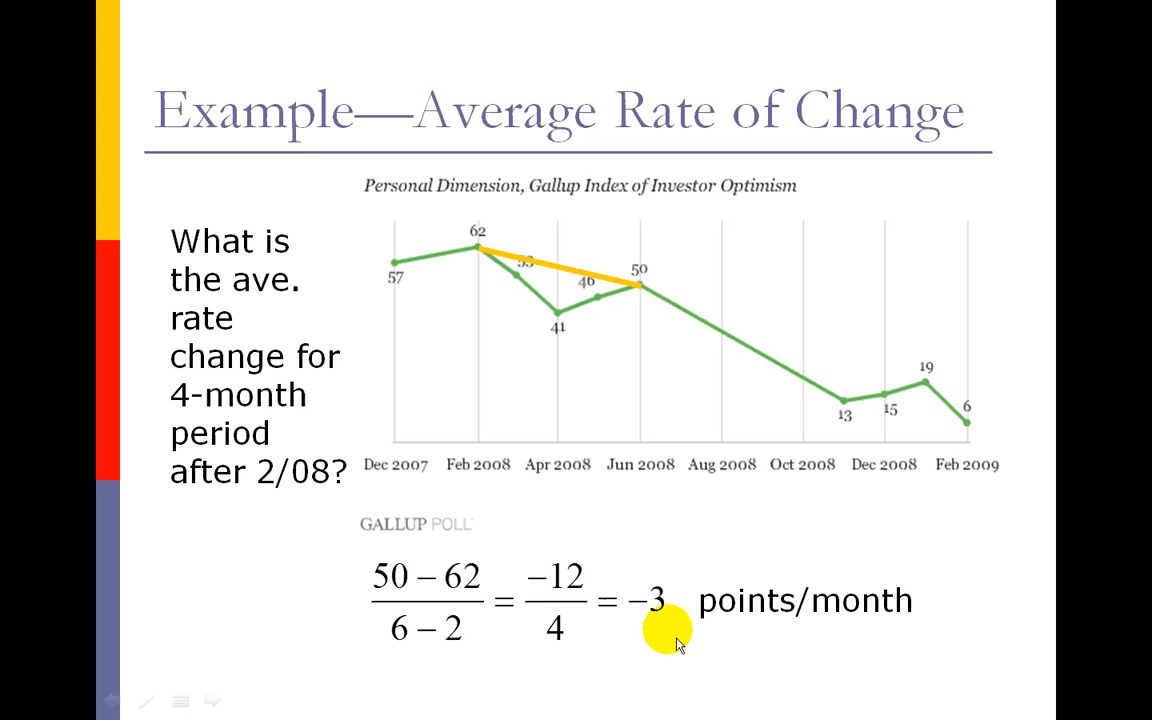 Example—Average Rate of Change
Personal Dimension, Gallup Index of Investor Optimism
What is
the ave.
rate
change for
4-month
period
after 2/08?
57
62
53
41
46
50
13
15
19
6
Dec 2007 Feb 2008 Apr 2008 Jun 2008 Aug 2008 Oct 2008 Dec 2008 Feb 2009
GALLUP POLL
50 – 62 / 6 – 2 = –12 / 4 = –3 points/month